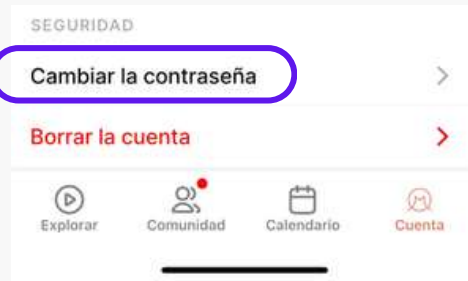 SEGURIDAD
Cambiar la contraseña
Borrar la cuenta
Explorar Comunidad Calendario Cuenta